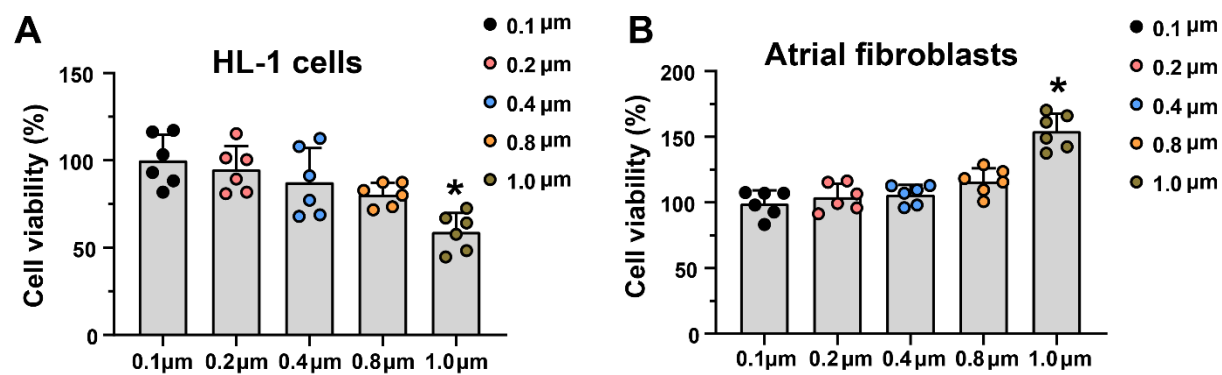 A
HL-1 cells
0.1 µm
0.2 µm
0.4 µm
0.8 µm
1.0 µm
Cell viability (%)
150
100
50
0
*
0.1µm 0.2µm 0.4µm 0.8µm 1.0µm
B
Atrial fibroblasts
0.1 µm
0.2 µm
0.4 µm
0.8 µm
1.0 µm
Cell viability (%)
200
150
100
50
0
*
0.1µm 0.2µm 0.4µm 0.8µm 1.0µm